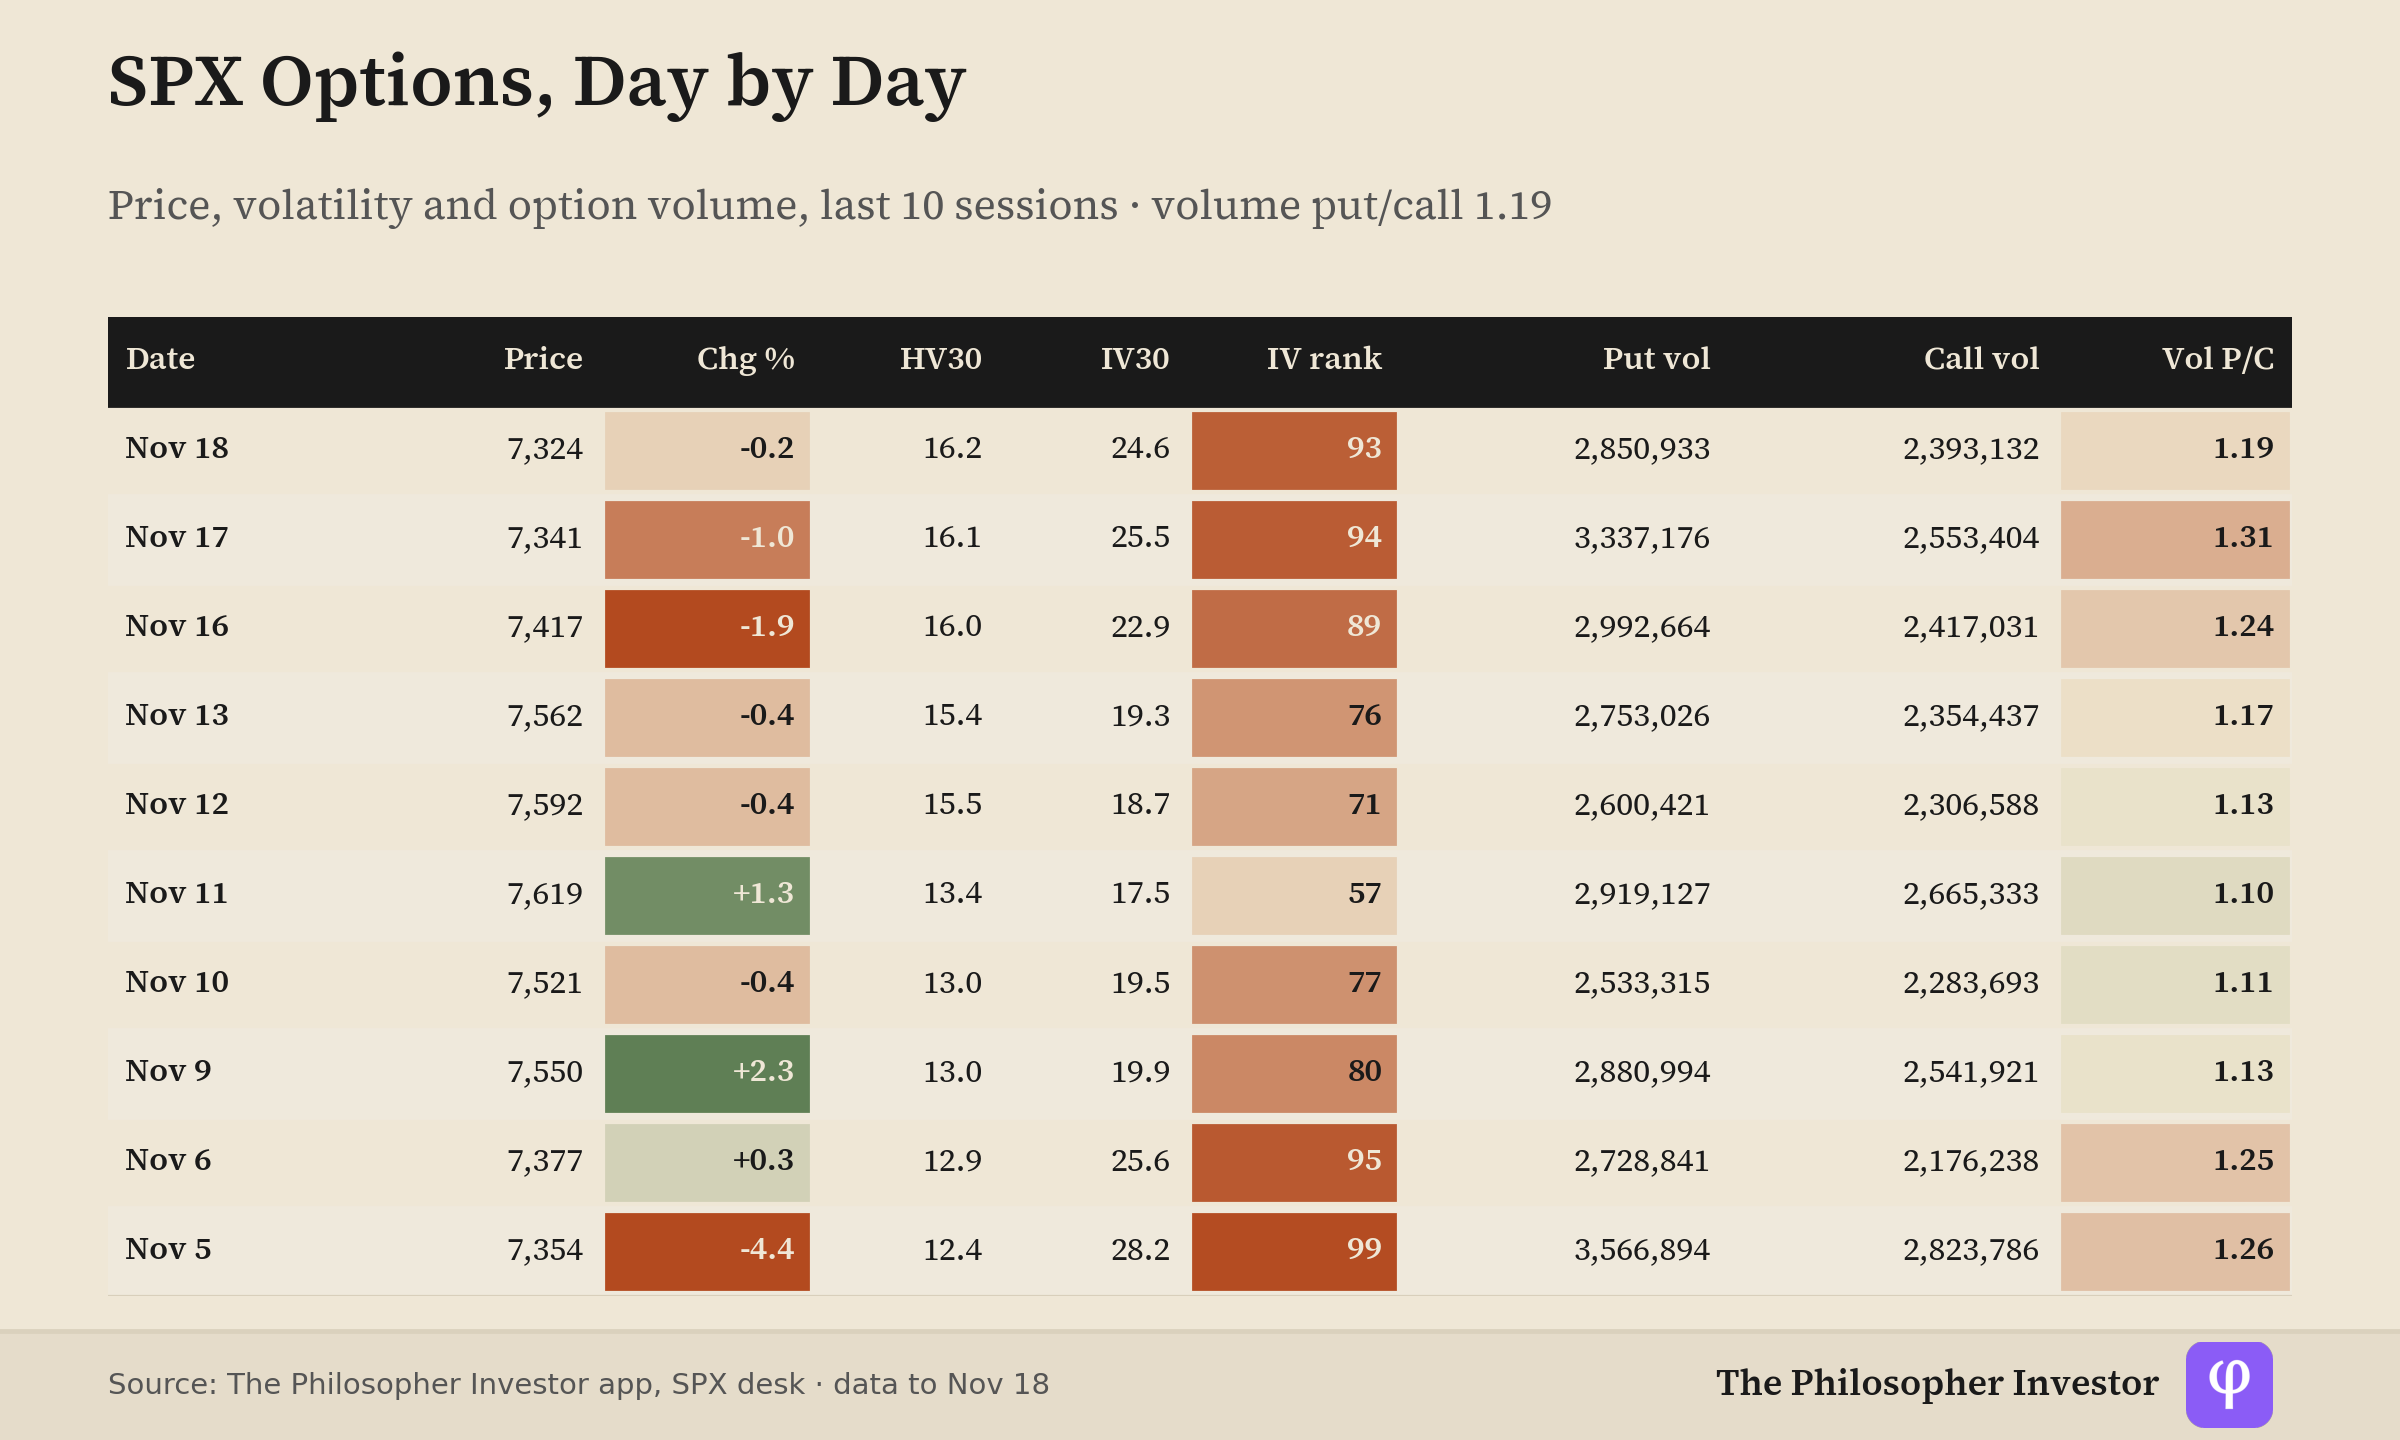 SPX Options, Day by Day
Price, volatility and option volume, last 10 sessions · volume put/call 1.19
Date Price Chg % HV30 IV30 IV rank Put vol Call vol Vol P/C
Nov 18 7,324 -0.2 16.2 24.6 93 2,850,933 2,393,132 1.19
Nov 17 7,341 -1.0 16.1 25.5 94 3,337,176 2,553,404 1.31
Nov 16 7,417 -1.9 16.0 22.9 89 2,992,664 2,417,031 1.24
Nov 13 7,562 -0.4 15.4 19.3 76 2,753,026 2,354,437 1.17
Nov 12 7,592 -0.4 15.5 18.7 71 2,600,421 2,306,588 1.13
Nov 11 7,619 +1.3 13.4 17.5 57 2,919,127 2,665,333 1.10
Nov 10 7,521 -0.4 13.0 19.5 77 2,533,315 2,283,693 1.11
Nov 9 7,550 +2.3 13.0 19.9 80 2,880,994 2,541,921 1.13
Nov 6 7,377 +0.3 12.9 25.6 95 2,728,841 2,176,238 1.25
Nov 5 7,354 -4.4 12.4 28.2 99 3,566,894 2,823,786 1.26
Source: The Philosopher Investor app, SPX desk · data to Nov 18
The Philosopher Investor φ